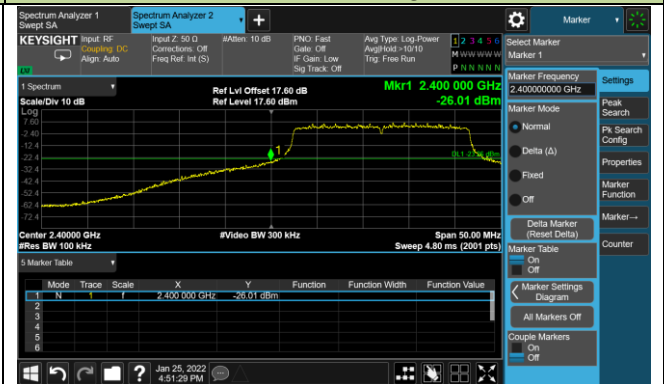 Spectrum Analyzer 1
Swept SA
Spectrum Analyzer 2
Swept SA
+
Marker
KEYSIGHT
Input: RF
Coupling: DC
Align: Auto
Input Z: 50 Ω
Corrections: Off
Freq Ref: Int (S)
#Atten: 10 dB
PNO: Fast
Gate: Off
IF Gain: Low
Sig Track: Off
Avg Type: Log-Power
Avg|Hold:>10/10
Trig: Free Run
1 2 3 4 5 6
M W W W W W
P N N N N N
Select Marker
Marker 1
1 Spectrum
Scale/Div 10 dB
Ref Lvl Offset 17.60 dB
Ref Level 17.60 dBm
Mkr1 2.400 000 GHz
-26.01 dBm
Log
7.60
-2.40
-12.4
-22.4
-32.4
-42.4
-52.4
-62.4
-72.4
1
Center 2.40000 GHz
#Res BW 100 kHz
#Video BW 300 kHz
Span 50.00 MHz
Sweep 4.80 ms (2001 pts)
5 Marker Table
Mode Trace Scale X Y Function Function Width Function Value
1 N 1 f 2.400 000 GHz -26.01 dBm
2
3
4
5
6
Marker Frequency
2.400000000 GHz
Marker Mode
Normal
Delta (Δ)
Fixed
Off
Delta Marker
(Reset Delta)
Marker Table
On
Off
Marker Settings
Diagram
All Markers Off
Couple Markers
On
Off
Settings
Peak
Search
Pk Search
Config
Properties
Marker
Function
Marker→
Counter
?
Jan 25, 2022
4:51:29 PM